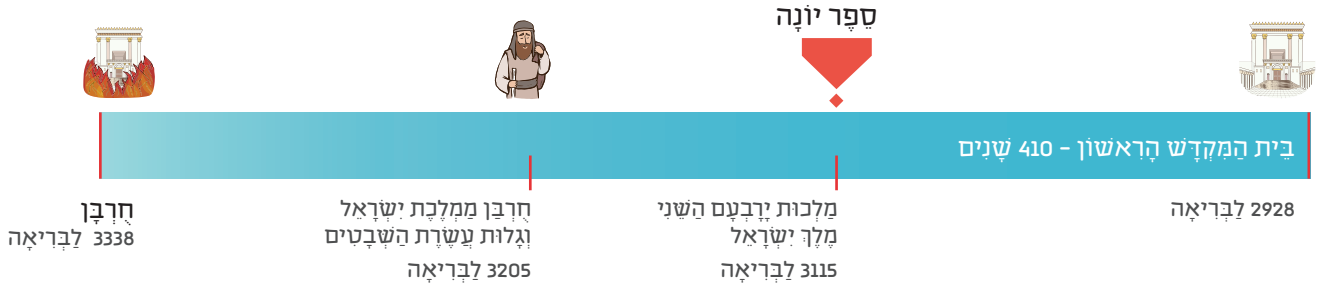 סֵפֶר יוֹנָה
בֵּית הַמִּקְדָּשׁ הָרִאשׁוֹן - 410 שָׁנִים
2928 לַבְּרִיאָה
מַלְכוּת יָרָבְעָם הַשֵּׁנִי
מֶלֶךְ יִשְׂרָאֵל
3115 לַבְּרִיאָה
חֻרְבַּן מַמְלֶכֶת יִשְׂרָאֵל
וְגָלוּת עֲשֶׂרֶת הַשְּׁבָטִים
3205 לַבְּרִיאָה
חֻרְבָּן
3338 לַבְּרִיאָה